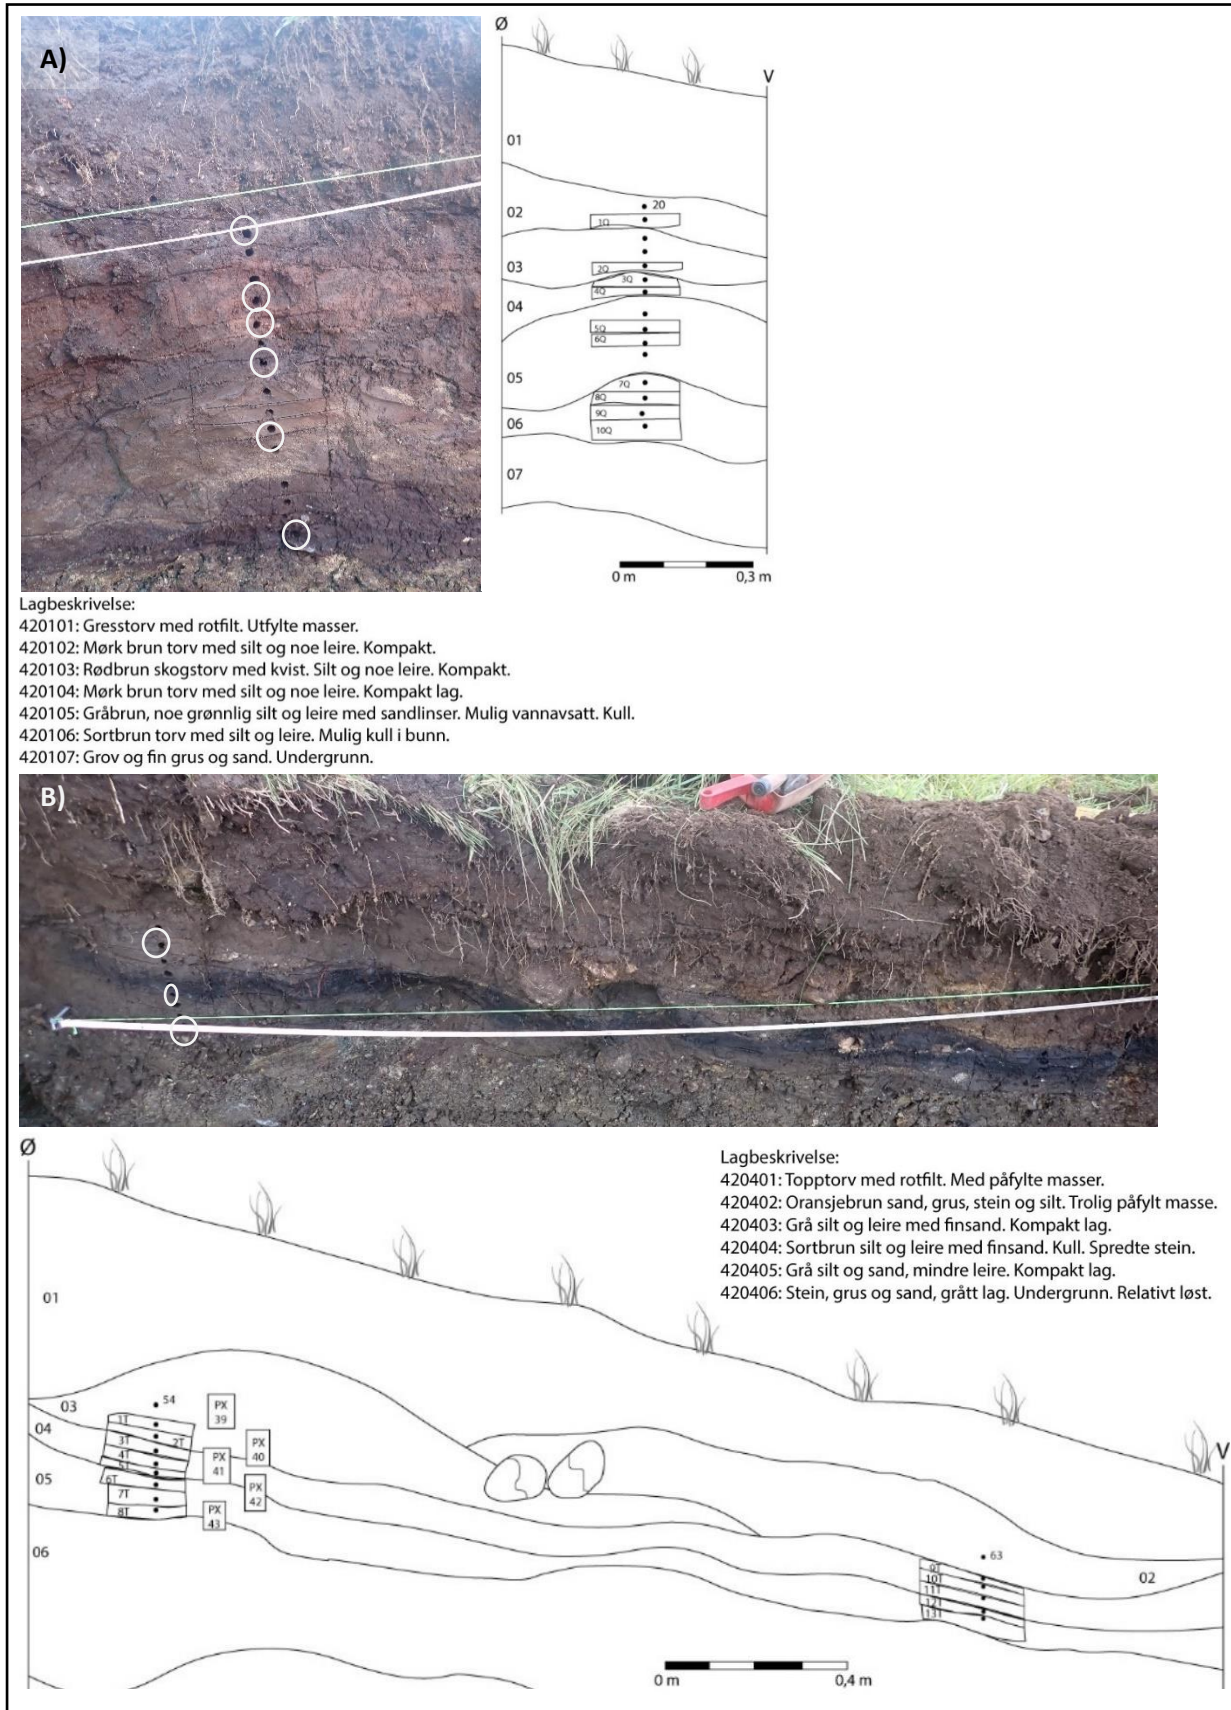 A)
Ø
V
01
20
02
1Q
03
2Q
3Q
04
4Q
5Q
6Q
05
7Q
8Q
06
9Q
10Q
07
0 m
0,3 m
Lagbeskrivelse:
420101: Gresstorv med rotfilt. Utfylte masser.
420102: Mørk brun torv med silt og noe leire. Kompakt.
420103: Rødbrun skogstorv med kvist. Silt og noe leire. Kompakt.
420104: Mørk brun torv med silt og noe leire. Kompakt lag.
420105: Gråbrun, noe grønnlig silt og leire med sandlinser. Mulig vannavsatt. Kull.
420106: Sortbrun torv med silt og leire. Mulig kull i bunn.
420107: Grov og fin grus og sand. Undergrunn.
B)
Ø
Lagbeskrivelse:
420401: Topptorv med rotfilt. Med påfylte masser.
420402: Oransjebrun sand, grus, stein og silt. Trolig påfylt masse.
420403: Grå silt og leire med finsand. Kompakt lag.
420404: Sortbrun silt og leire med finsand. Kull. Spredte stein.
420405: Grå silt og sand, mindre leire. Kompakt lag.
420406: Stein, grus og sand, grått lag. Undergrunn. Relativt løst.
01
03
54
PX
39
04
1T
2T
3T
PX
40
4T
5T
PX
41
05
6T
7T
PX
42
8T
PX
43
06
V
63
9T
10T
11T
12T
13T
02
0 m
0,4 m